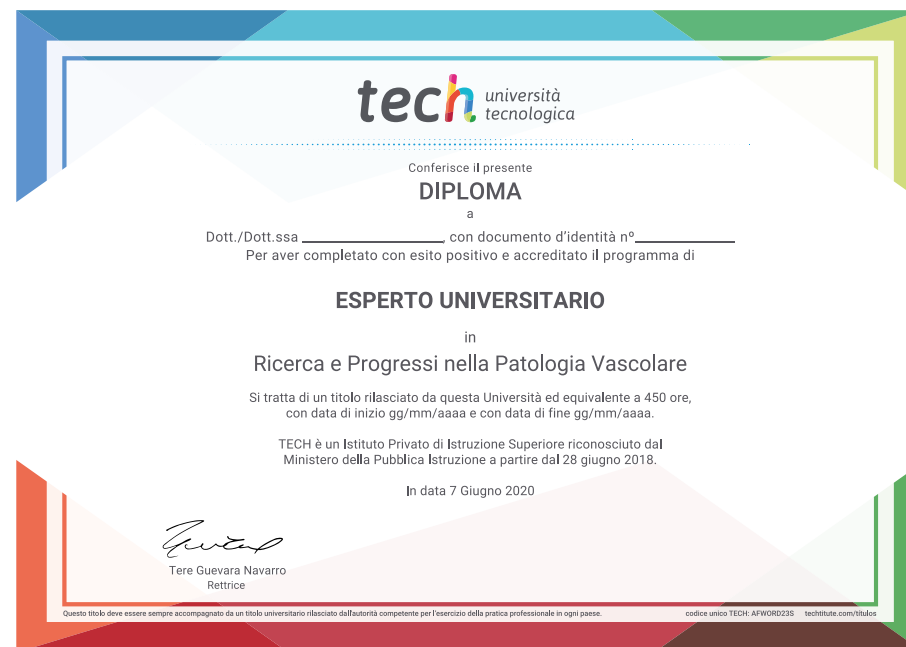 tech università
tecnologica
Conferisce il presente
DIPLOMA
a
Dott./Dott.ssa ____________, con documento d'identità nº____________
Per aver completato con esito positivo e accreditato il programma di
ESPERTO UNIVERSITARIO
in
Ricerca e Progressi nella Patologia Vascolare
Si tratta di un titolo rilasciato da questa Università ed equivalente a 450 ore,
con data di inizio gg/mm/aaaa e con data di fine gg/mm/aaaa.
TECH è un Istituto Privato di Istruzione Superiore riconosciuto dal
Ministero della Pubblica Istruzione a partire dal 28 giugno 2018.
In data 7 Giugno 2020
Tere Guevara Navarro
Rettrice
Questo titolo deve essere sempre accompagnato da un titolo universitario rilasciato dall'autorità competente per l'esercizio della pratica professionale in ogni paese. codice unico TECH: AFWORD23S techtitute.com/títulos